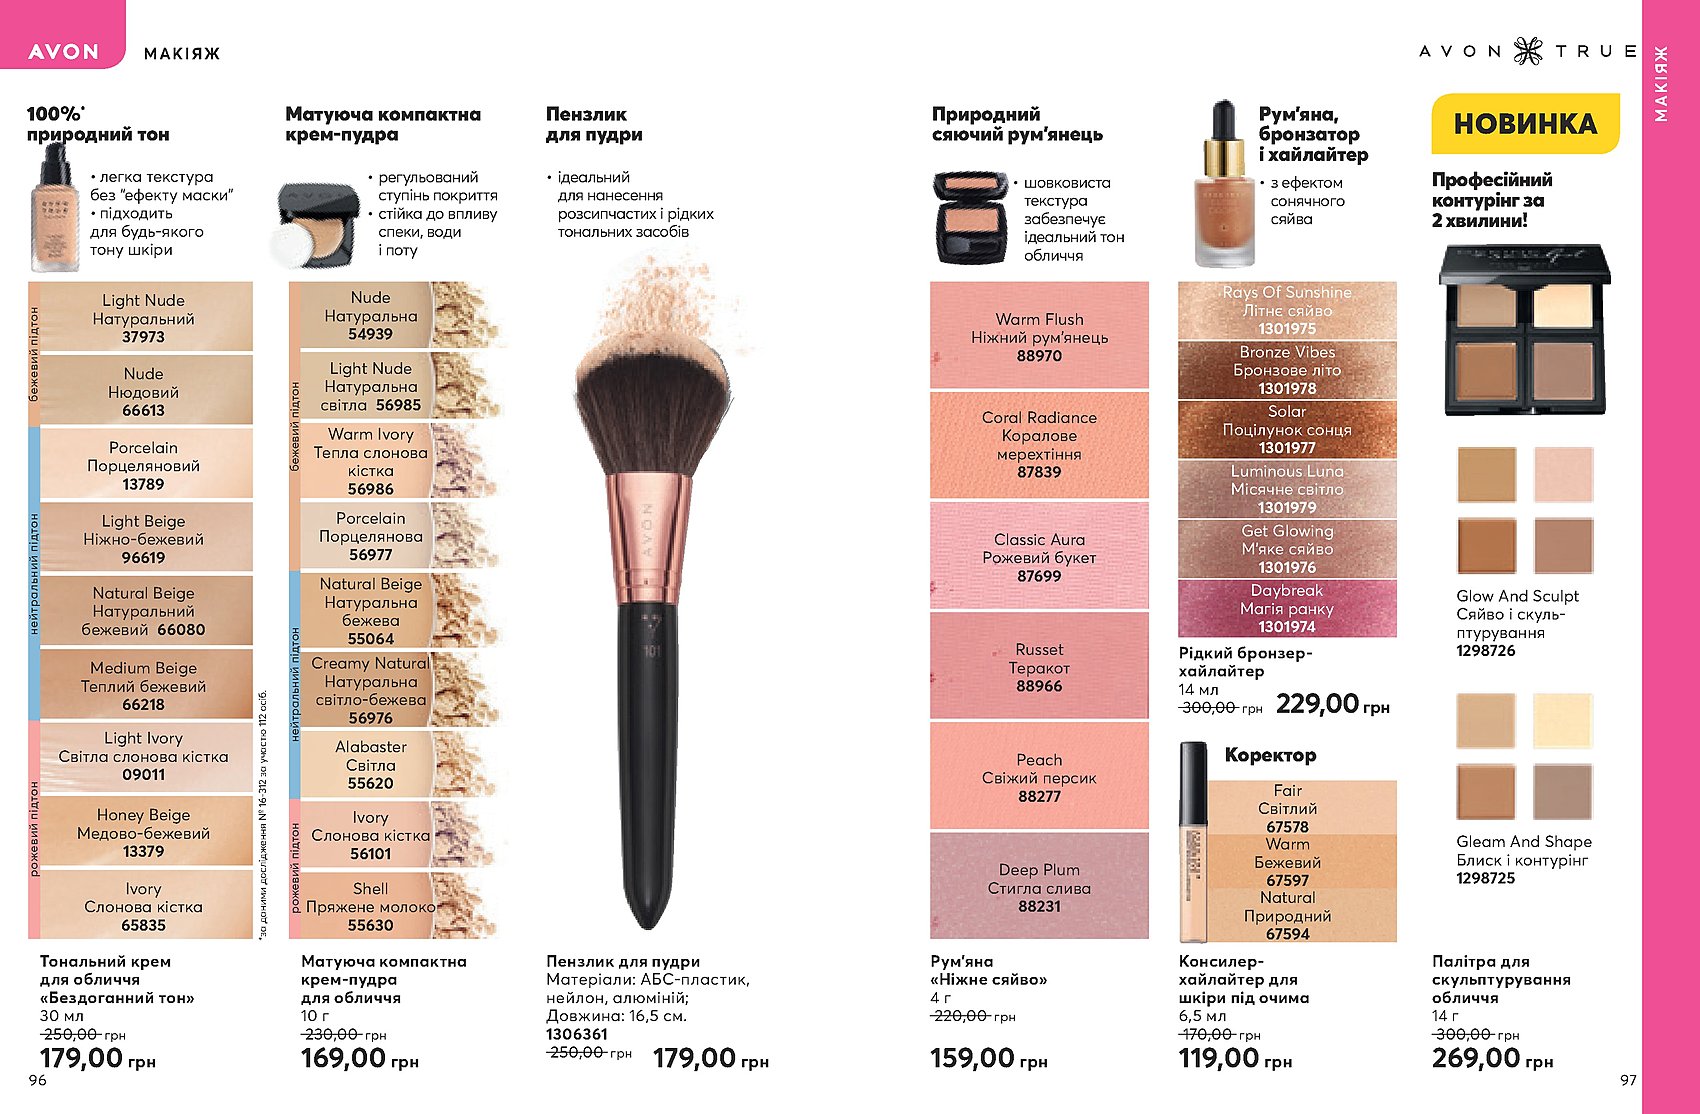 AVON
МАКІЯЖ
100%*
природний тон
• легка текстура
без "ефекту маски"
• підходить
для будь-якого
тону шкіри
бежевий підтон
Light Nude
Натуральний
37973
Nude
Нюдовий
66613
нейтральний підтон
Porcelain
Порцеляновий
13789
Light Beige
Ніжно-бежевий
96619
Natural Beige
Натуральний
бежевий 66080
Medium Beige
Теплий бежевий
66218
рожевий підтон
Light Ivory
Світла слонова кістка
09011
Honey Beige
Медово-бежевий
13379
Ivory
Слонова кістка
65835
*за даними дослідження № 16-312 за участю 112 осіб.
Тональний крем
для обличчя
«Бездоганний тон»
30 мл
250,00 грн
179,00 грн
96
Матуюча компактна
крем-пудра
AVON
• регульований
ступінь покриття
• стійка до впливу
спеки, води
і поту
бежевий підтон
Nude
Натуральна
54939
Light Nude
Натуральна
світла 56985
Warm Ivory
Тепла слонова
кістка
56986
Porcelain
Порцелянова
56977
нейтральний підтон
Natural Beige
Натуральна
бежева
55064
Creamy Natural
Натуральна
світло-бежева
56976
Alabaster
Світла
55620
рожевий підтон
Ivory
Слонова кістка
56101
Shell
Пряжене молоко
55630
Матуюча компактна
крем-пудра
для обличчя
10 г
230,00 грн
169,00 грн
Пензлик
для пудри
• ідеальний
для нанесення
розсипчастих і рідких
тональних засобів
AVON
101
Пензлик для пудри
Матеріали: АБС-пластик,
нейлон, алюміній;
Довжина: 16,5 см.
1306361
250,00 грн 179,00 грн
AVON TRUE
МАКІЯЖ
Природний
сяючий рум'янець
• шовковиста
текстура
забезпечує
ідеальний тон
обличчя
Warm Flush
Ніжний рум'янець
88970
Coral Radiance
Коралове
мерехтіння
87839
Classic Aura
Рожевий букет
87699
Russet
Теракот
88966
Peach
Свіжий персик
88277
Deep Plum
Стигла слива
88231
Рум'яна
«Ніжне сяйво»
4 г
220,00 грн
159,00 грн
Рум'яна,
бронзатор
і хайлайтер
• з ефектом
сонячного
сяйва
Rays Of Sunshine
Літнє сяйво
1301975
Bronze Vibes
Бронзове літо
1301978
Solar
Поцілунок сонця
1301977
Luminous Luna
Місячне світло
1301979
Get Glowing
М'яке сяйво
1301976
Daybreak
Магія ранку
1301974
Рідкий бронзер-
хайлайтер
14 мл
300,00 грн 229,00 грн
Коректор
Fair
Світлий
67578
Warm
Бежевий
67597
Natural
Природний
67594
Консилер-
хайлайтер для
шкіри під очима
6,5 мл
170,00 грн
119,00 грн
НОВИНКА
Професійний
контурінг за
2 хвилини!
Glow And Sculpt
Сяйво і скуль-
птурування
1298726
Gleam And Shape
Блиск і контурінг
1298725
Палітра для
скульптурування
обличчя
14 г
300,00 грн
269,00 грн
97